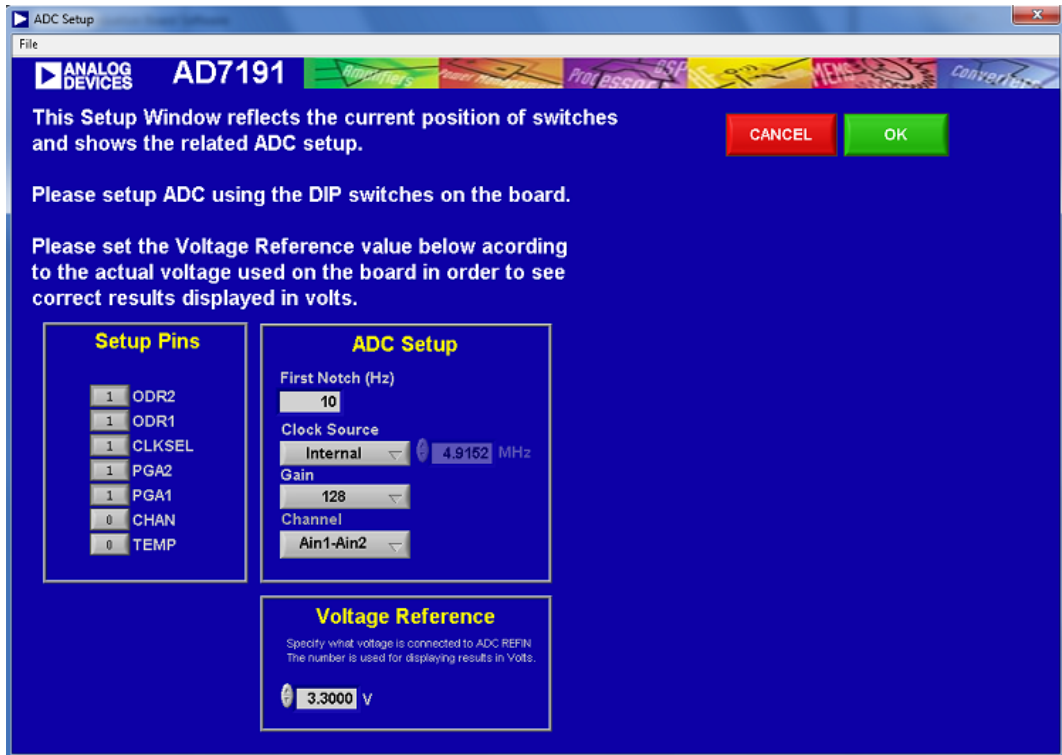 ADC Setup
File
ANALOG
DEVICES
AD7191
Amplifiers
Power Management
Processors
DSP
RF
MEMS
Converters
This Setup Window reflects the current position of switches
and shows the related ADC setup.
CANCEL
OK
Please setup ADC using the DIP switches on the board.
Please set the Voltage Reference value below acording
to the actual voltage used on the board in order to see
correct results displayed in volts.
Setup Pins
1 ODR2
1 ODR1
1 CLKSEL
1 PGA2
1 PGA1
0 CHAN
0 TEMP
ADC Setup
First Notch (Hz)
10
Clock Source
Internal 4.9152 MHz
Gain
128
Channel
Ain1-Ain2
Voltage Reference
Specify what voltage is connected to ADC REFIN
The number is used for displaying results in Volts.
3.3000 V